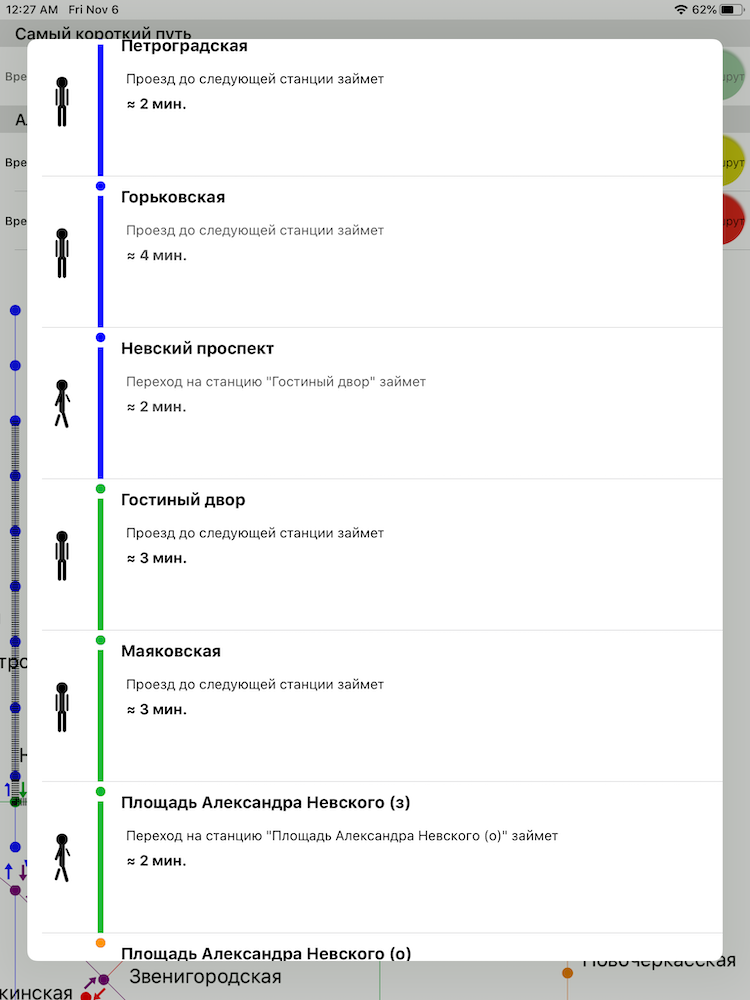 12:27 AM Fri Nov 6 62%
Самый короткий путь
Петроградская
Проезд до следующей станции займет
≈ 2 мин.
Горьковская
Проезд до следующей станции займет
≈ 4 мин.
Невский проспект
Переход на станцию "Гостиный двор" займет
≈ 2 мин.
Гостиный двор
Проезд до следующей станции займет
≈ 3 мин.
Маяковская
Проезд до следующей станции займет
≈ 3 мин.
Площадь Александра Невского (з)
Переход на станцию "Площадь Александра Невского (о)" займет
≈ 2 мин.
Площадь Александра Невского (о)
Новочеркасская
Звенигородская